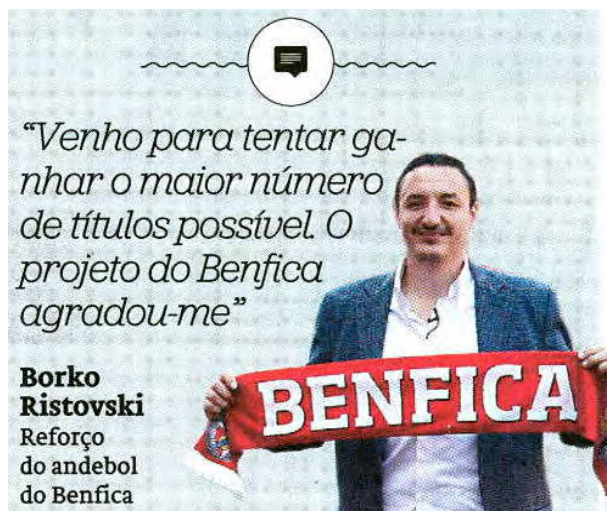 “Venho para tentar ga-
nhar o maior número
de títulos possível. O
projeto do Benfica
agradou-me”
Borko
Ristovski
Reforço
do andebol
do Benfica
BENFICA